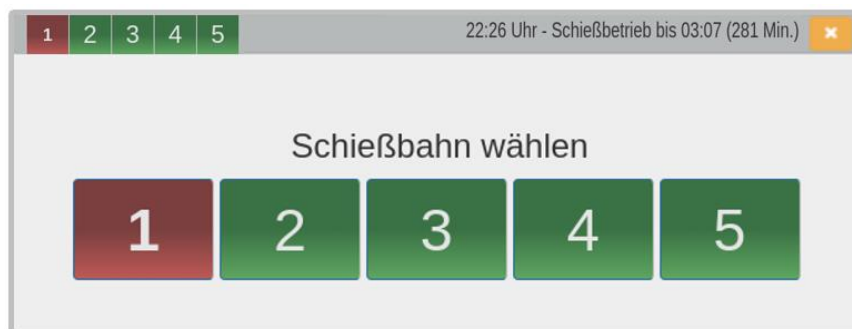 1 2 3 4 5 22:26 Uhr - Schießbetrieb bis 03:07 (281 Min.) ×
Schießbahn wählen
1 2 3 4 5